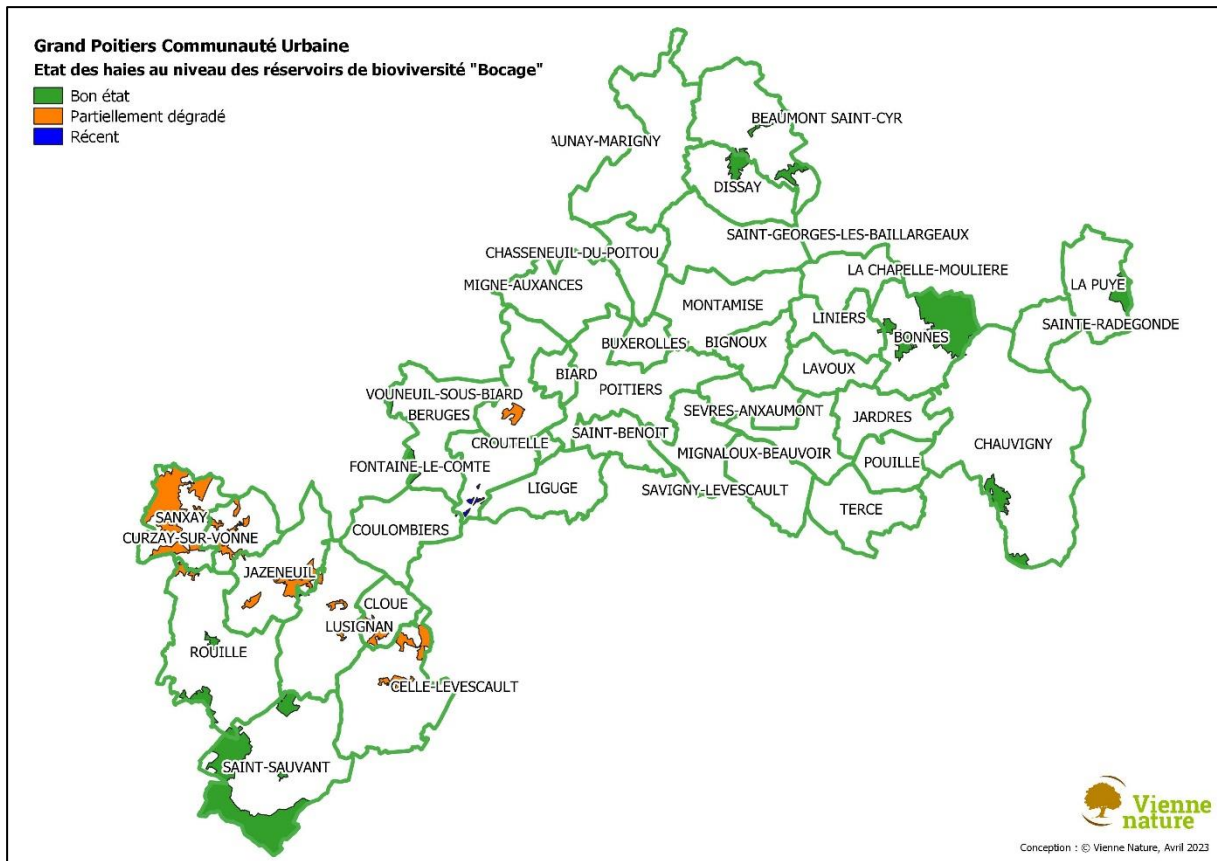 Grand Poitiers Communauté Urbaine
Etat des haies au niveau des réservoirs de bioviversité "Bocage"
Bon état
Partiellement dégradé
Récent
BEAUMONT SAINT-CYR
AUNAY-MARIGNY
DISSAY
SAINT-GEORGES-LES-BAILLARGEAUX
CHASSENEUIL-DU-POITOU
LA CHAPELLE-MOULIERE
MIGNE-AUXANCES
LA PUYE
MONTAMISE
LINIERS
SAINTE-RADEGONDE
BONNES
BUXEROLLES
BIGNOUX
BIARD
LAVOUX
POITIERS
VOUNEUIL-SOUS-BIARD
BERUGES
SEVRES-ANXAUMONT
JARDRES
SAINT-BENOIT
CROUTELLE
CHAUVIGNY
MIGNALOUX-BEAUVOIR
POUILLE
FONTAINE-LE-COMTE
LIGUGE
SAVIGNY-LEVESCAULT
TERCE
SANXAY
COULOMBIERS
CURZAY-SUR-VONNE
JAZENEUIL
CLOUE
LUSIGNAN
ROUILLE
CELLE-LEVESCAULT
SAINT-SAUVANT
Vienne
nature
Conception : © Vienne Nature, Avril 2023